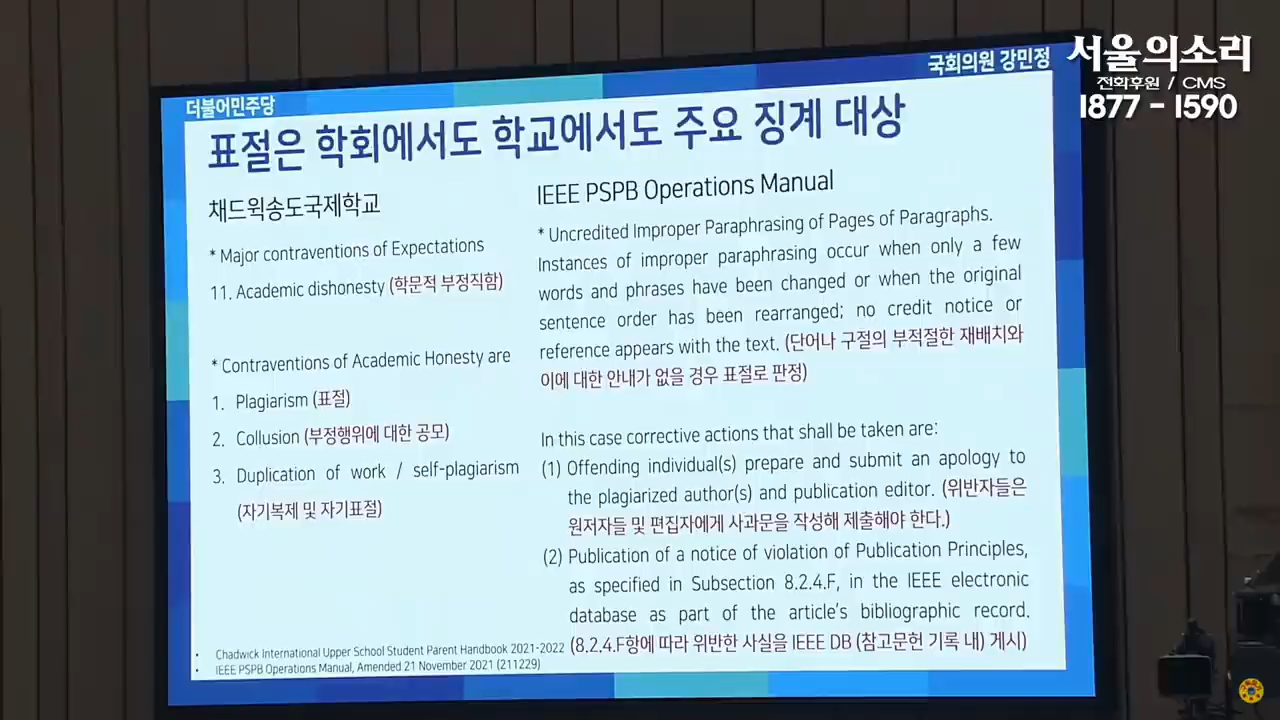 서울의소리
전화후원 / CMS
1877-1590
더불어민주당
국회의원 강민정
표절은 학회에서도 학교에서도 주요 징계 대상
채드윅송도국제학교
* Major contraventions of Expectations
11. Academic dishonesty (학문적 부정직함)
* Contraventions of Academic Honesty are
1. Plagiarism (표절)
2. Collusion (부정행위에 대한 공모)
3. Duplication of work / self-plagiarism
(자기복제 및 자기표절)
IEEE PSPB Operations Manual
* Uncredited Improper Paraphrasing of Pages of Paragraphs.
Instances of improper paraphrasing occur when only a few
words and phrases have been changed or when the original
sentence order has been rearranged; no credit notice or
reference appears with the text. (단어나 구절의 부적절한 재배치와
이에 대한 안내가 없을 경우 표절로 판정)
In this case corrective actions that shall be taken are:
(1) Offending individual(s) prepare and submit an apology to
the plagiarized author(s) and publication editor. (위반자들은
원저자들 및 편집자에게 사과문을 작성해 제출해야 한다.)
(2) Publication of a notice of violation of Publication Principles,
as specified in Subsection 8.2.4.F, in the IEEE electronic
database as part of the article's bibliographic record.
(8.2.4.F항에 따라 위반한 사실을 IEEE DB (참고문헌 기록 내) 게시)
• Chadwick International Upper School Student Parent Handbook 2021-2022
• IEEE PSPB Operations Manual, Amended 21 November 2021 (211229)